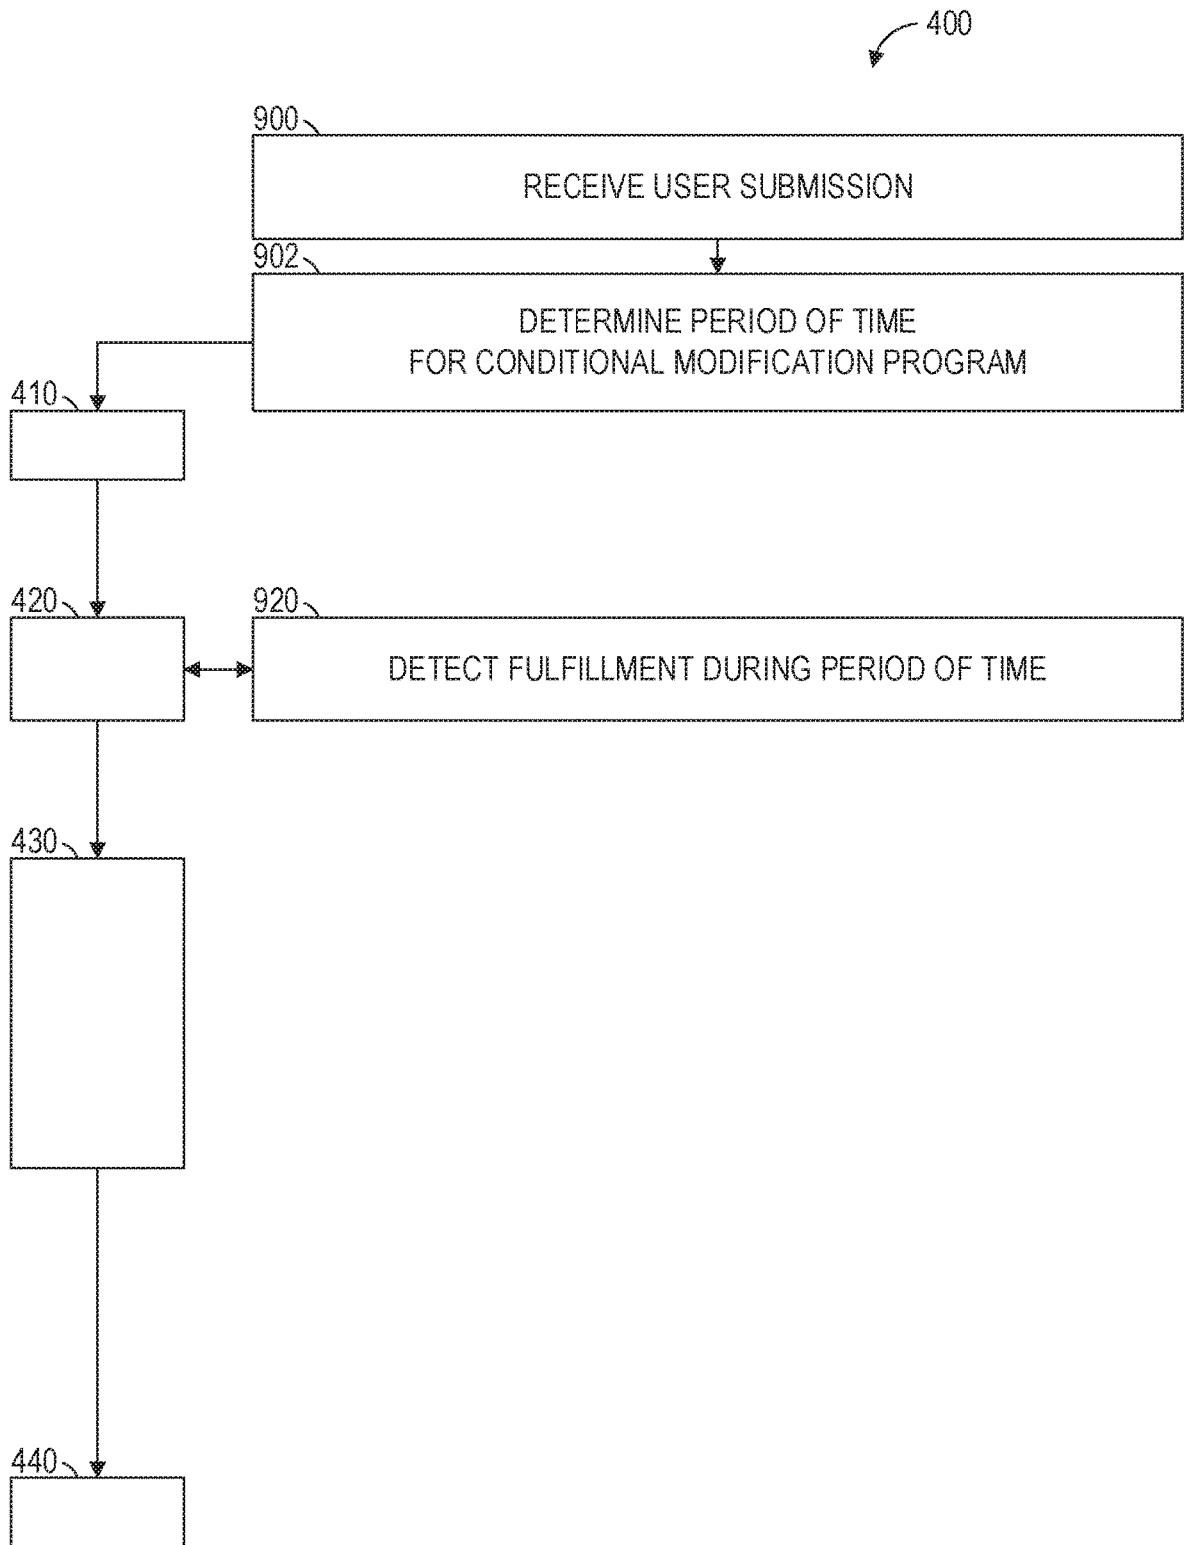 400
900
RECEIVE USER SUBMISSION
902
DETERMINE PERIOD OF TIME
FOR CONDITIONAL MODIFICATION PROGRAM
410
420
920
DETECT FULFILLMENT DURING PERIOD OF TIME
430
440